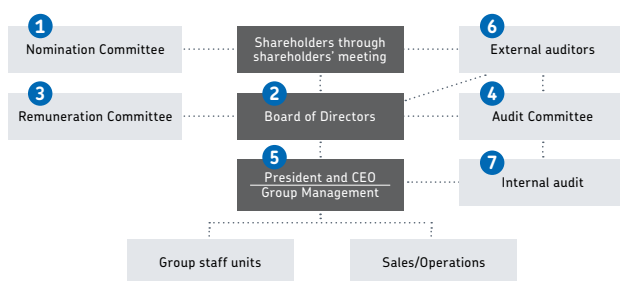 1
Nomination Committee
Shareholders through
shareholders' meeting
6
External auditors
3
Remuneration Committee
2
Board of Directors
4
Audit Committee
5
President and CEO
Group Management
7
Internal audit
Group staff units
Sales/Operations